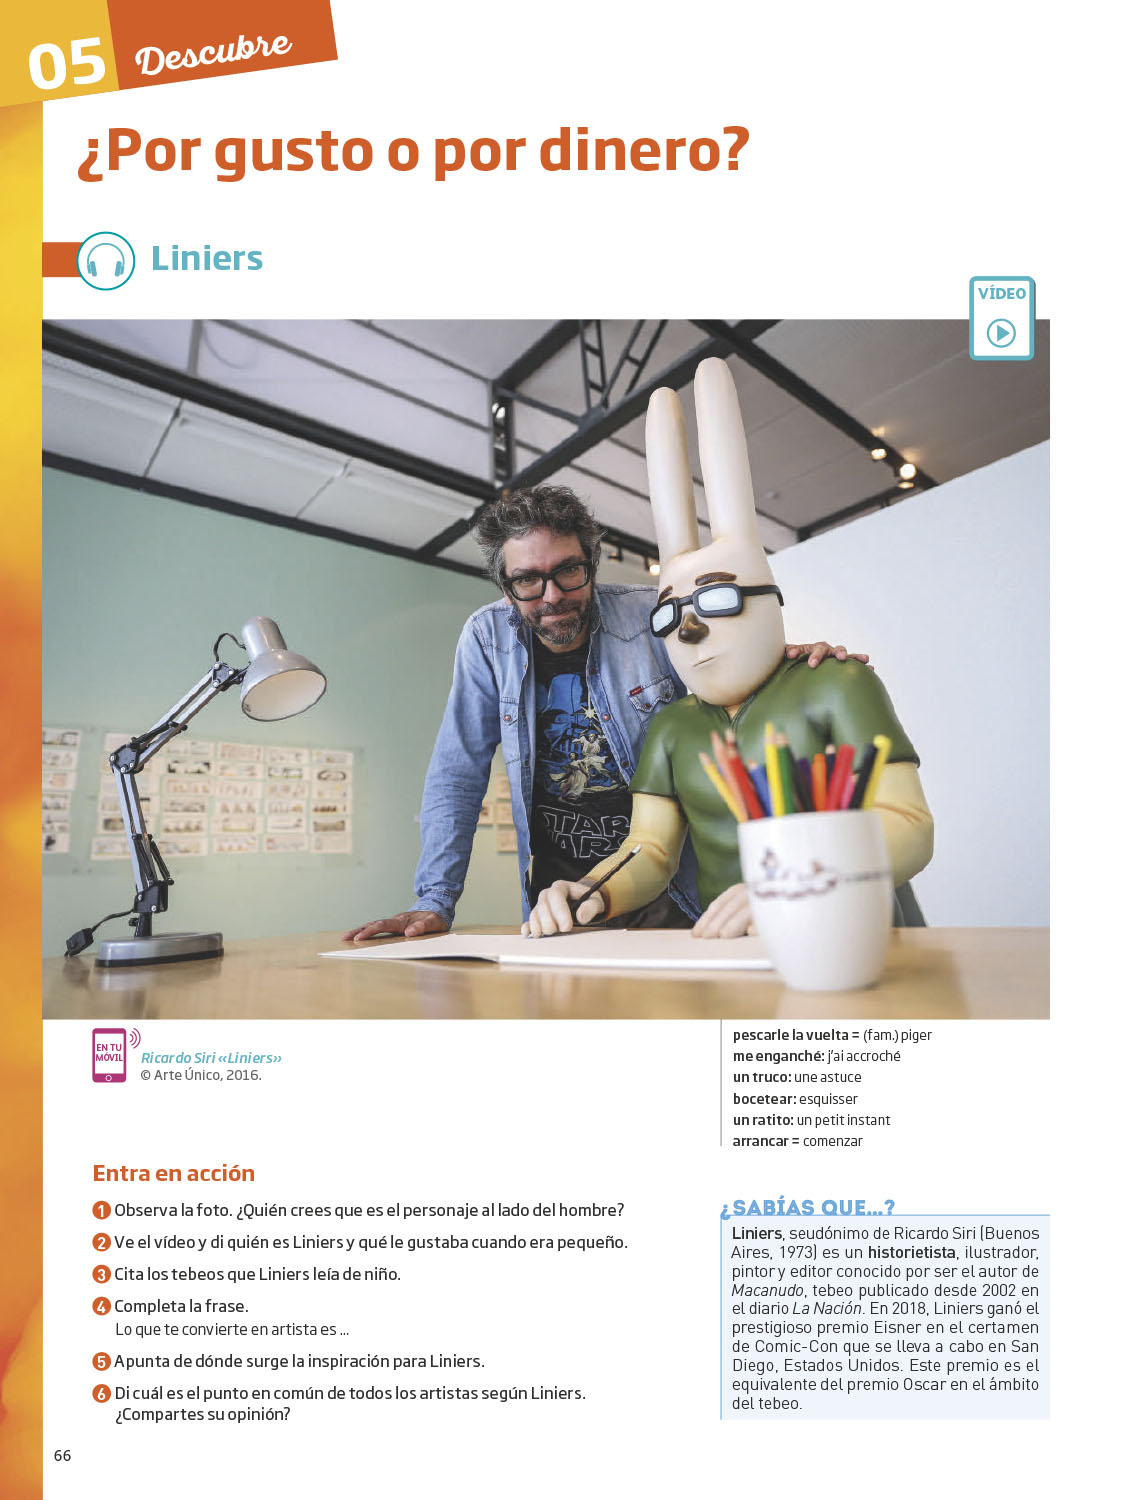 05 Descubre
¿Por gusto o por dinero?
Liniers
VÍDEO
STAR
WARS
EN TU
MÓVIL
Ricardo Siri «Liniers»
© Arte Único, 2016.
pescarle la vuelta = (fam.) piger
me enganché: j'ai accroché
un truco: une astuce
bocetear: esquisser
un ratito: un petit instant
arrancar = comenzar
Entra en acción
1 Observa la foto. ¿Quién crees que es el personaje al lado del hombre?
2 Ve el vídeo y di quién es Liniers y qué le gustaba cuando era pequeño.
3 Cita los tebeos que Liniers leía de niño.
4 Completa la frase.
Lo que te convierte en artista es ...
5 Apunta de dónde surge la inspiración para Liniers.
6 Di cuál es el punto en común de todos los artistas según Liniers.
¿Compartes su opinión?
¿SABÍAS QUE...?
Liniers, seudónimo de Ricardo Siri (Buenos
Aires, 1973) es un historietista, ilustrador,
pintor y editor conocido por ser el autor de
Macanudo, tebeo publicado desde 2002 en
el diario La Nación. En 2018, Liniers ganó el
prestigioso premio Eisner en el certamen
de Comic-Con que se lleva a cabo en San
Diego, Estados Unidos. Este premio es el
equivalente del premio Oscar en el ámbito
del tebeo.
66